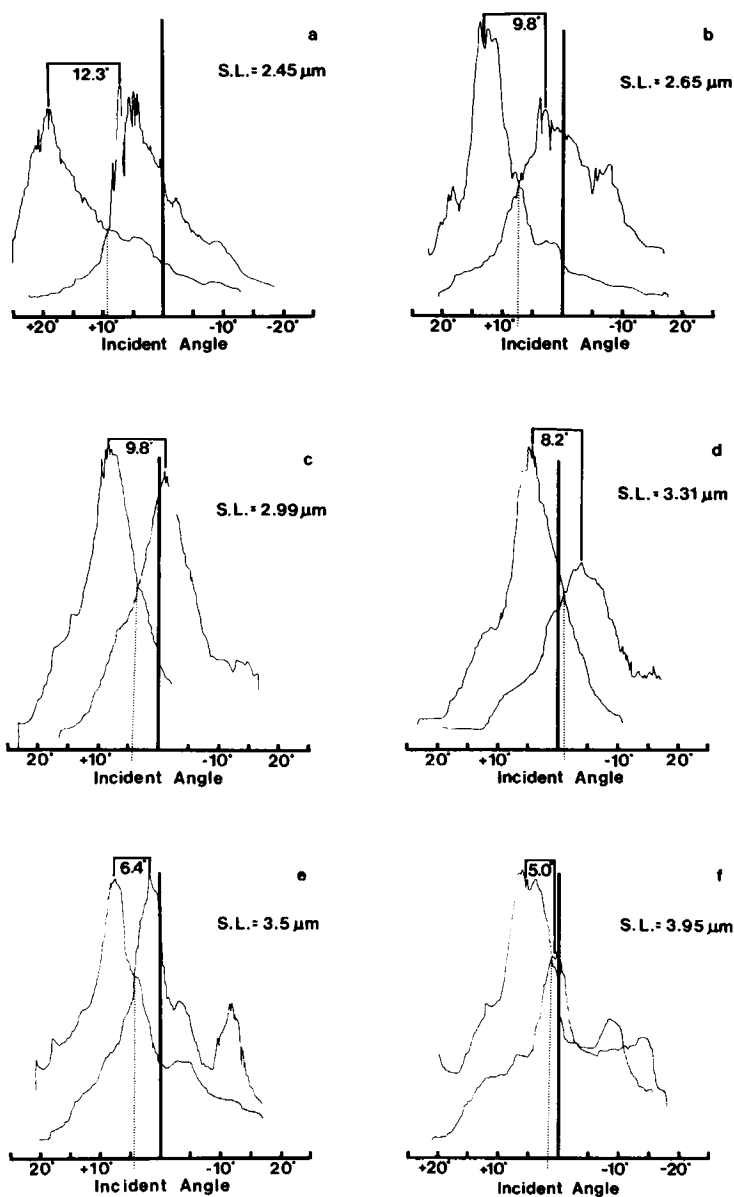 a
12.3°
S.L.= 2.45 µm
+20° +10° -10° -20°
Incident Angle
b
9.8°
S.L.= 2.65 µm
20° +10° -10° 20°
Incident Angle
c
9.8°
S.L.= 2.99 µm
20° +10° -10° 20°
Incident Angle
d
8.2°
S.L.= 3.31 µm
20° +10° -10° 20°
Incident Angle
e
6.4°
S.L.= 3.5 µm
20° +10° -10° 20°
Incident Angle
f
5.0°
S.L.= 3.95 µm
+20° +10° -10° -20°
Incident Angle